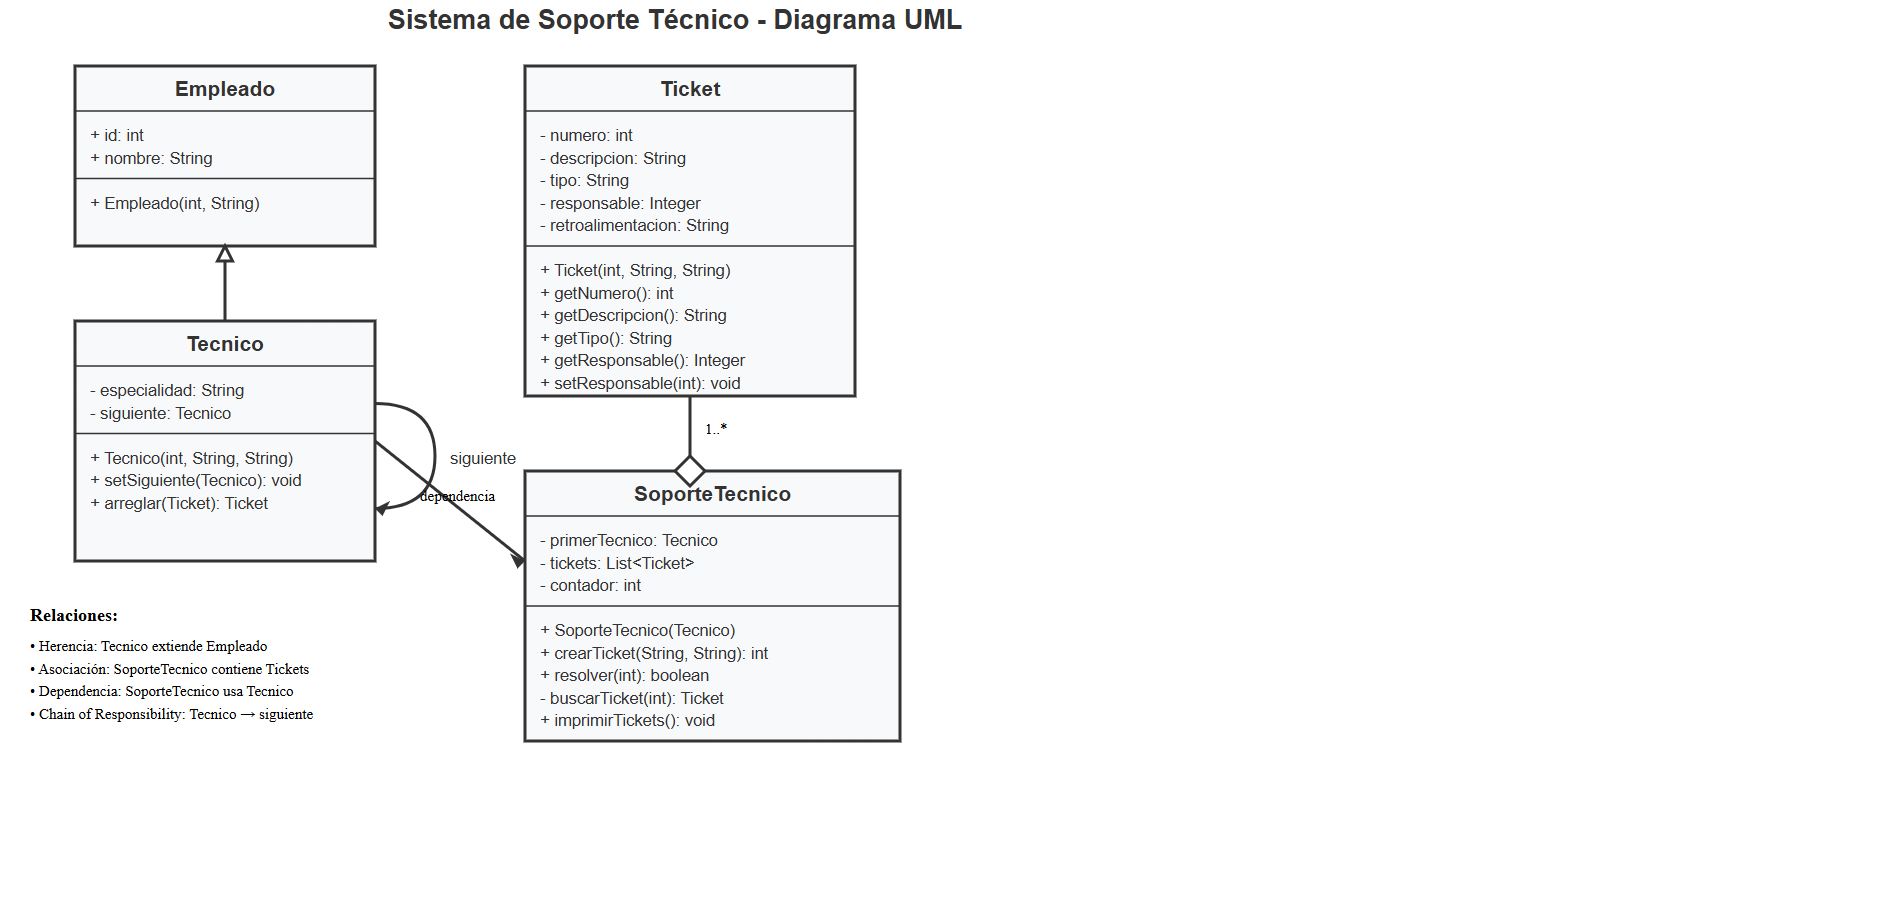 Sistema de Soporte Técnico - Diagrama UML
Empleado
+ id: int
+ nombre: String
+ Empleado(int, String)
Ticket
- numero: int
- descripcion: String
- tipo: String
- responsable: Integer
- retroalimentacion: String
+ Ticket(int, String, String)
+ getNumero(): int
+ getDescripcion(): String
+ getTipo(): String
+ getResponsable(): Integer
+ setResponsable(int): void
Tecnico
- especialidad: String
- siguiente: Tecnico
+ Tecnico(int, String, String)
+ setSiguiente(Tecnico): void
+ arreglar(Ticket): Ticket
siguiente
dependencia
1..*
SoporteTecnico
- primerTecnico: Tecnico
- tickets: List<Ticket>
- contador: int
+ SoporteTecnico(Tecnico)
+ crearTicket(String, String): int
+ resolver(int): boolean
- buscarTicket(int): Ticket
+ imprimirTickets(): void
Relaciones:
• Herencia: Tecnico extiende Empleado
• Asociación: SoporteTecnico contiene Tickets
• Dependencia: SoporteTecnico usa Tecnico
• Chain of Responsibility: Tecnico → siguiente